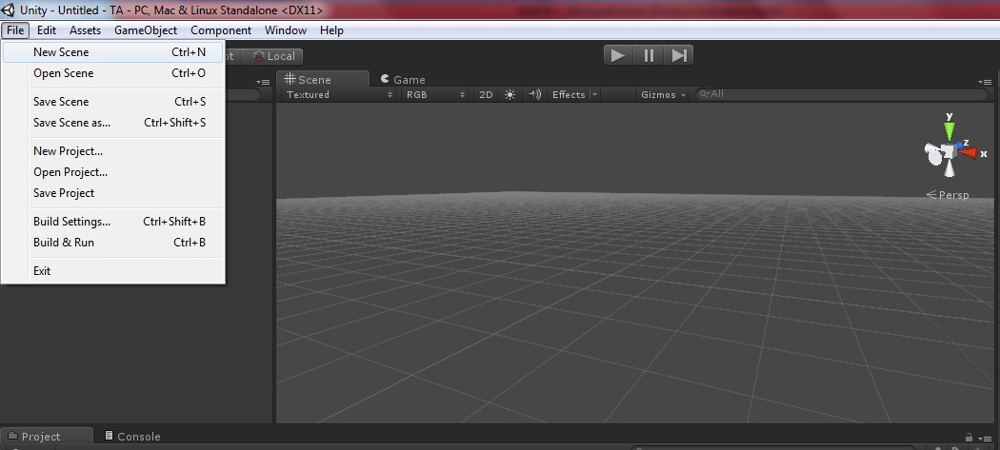 Unity - Untitled - TA - PC, Mac & Linux Standalone <DX11>
File Edit Assets GameObject Component Window Help
New Scene Ctrl+N
Open Scene Ctrl+O
Save Scene Ctrl+S
Save Scene as... Ctrl+Shift+S
New Project...
Open Project...
Save Project
Build Settings... Ctrl+Shift+B
Build & Run Ctrl+B
Exit
Local
Scene Game
Textured RGB 2D Effects Gizmos All
y
z
x
Persp
Project Console